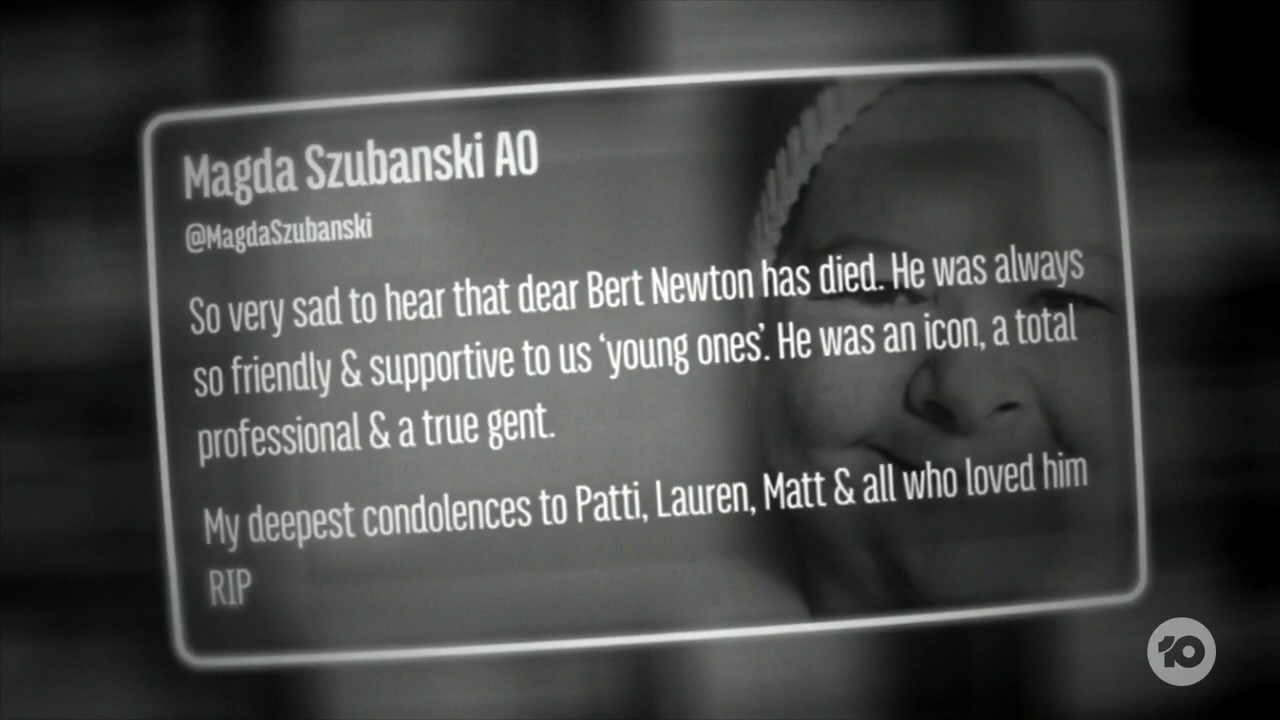 Magda Szubanski AO
@MagdaSzubanski
So very sad to hear that dear Bert Newton has died. He was always
so friendly & supportive to us ‘young ones’. He was an icon, a total
professional & a true gent.
My deepest condolences to Patti, Lauren, Matt & all who loved him
RIP
10